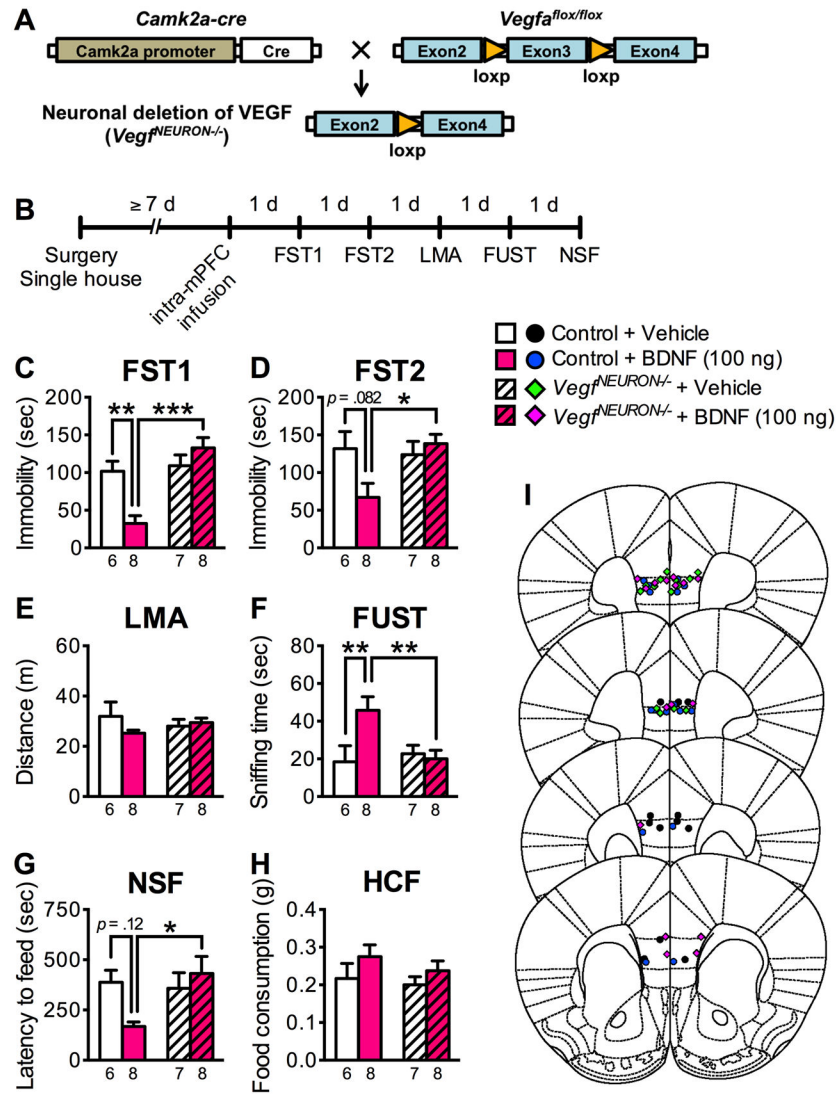 A
Camk2a-cre
Vegfa^flox/flox
Camk2a promoter
Cre
×
Exon2
Exon3
Exon4
loxp
loxp
Neuronal deletion of VEGF
(Vegf^NEURON-/-)
Exon2
Exon4
loxp
B
≥ 7 d
1 d
1 d
1 d
1 d
1 d
Surgery
Single house
intra-mPFC
infusion
FST1
FST2
LMA
FUST
NSF
Control + Vehicle
Control + BDNF (100 ng)
Vegf^NEURON-/- + Vehicle
Vegf^NEURON-/- + BDNF (100 ng)
C
FST1
Immobility (sec)
200
150
100
50
0
**
***
6
8
7
8
D
FST2
Immobility (sec)
200
150
100
50
0
p = .082
*
6
8
7
8
E
LMA
Distance (m)
60
40
20
0
6
8
7
8
F
FUST
Sniffing time (sec)
80
60
40
20
0
**
**
6
8
7
8
G
NSF
Latency to feed (sec)
750
500
250
0
p = .12
*
6
8
7
8
H
HCF
Food consumption (g)
0.4
0.3
0.2
0.1
0.0
6
8
7
8
I